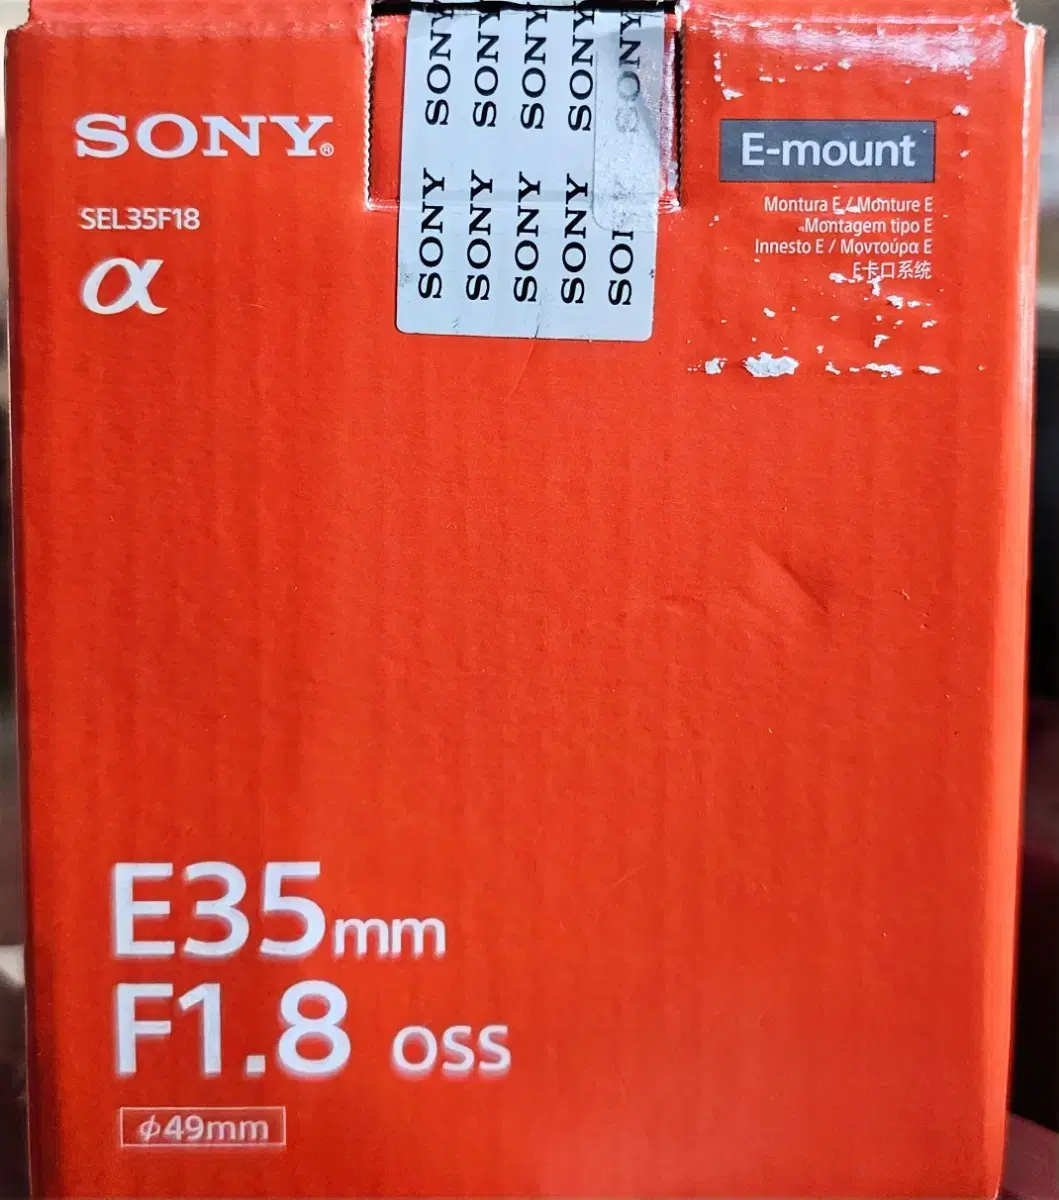 SONY®
SEL35F18
α
SONY SONY SONY SONY SONY
SONY SONY SONY SONY
E-mount
Montura E / Monture E
Montagem tipo E
Innesto E / Μοντούρα E
E卡口系统
E35mm
F1.8 OSS
φ49mm